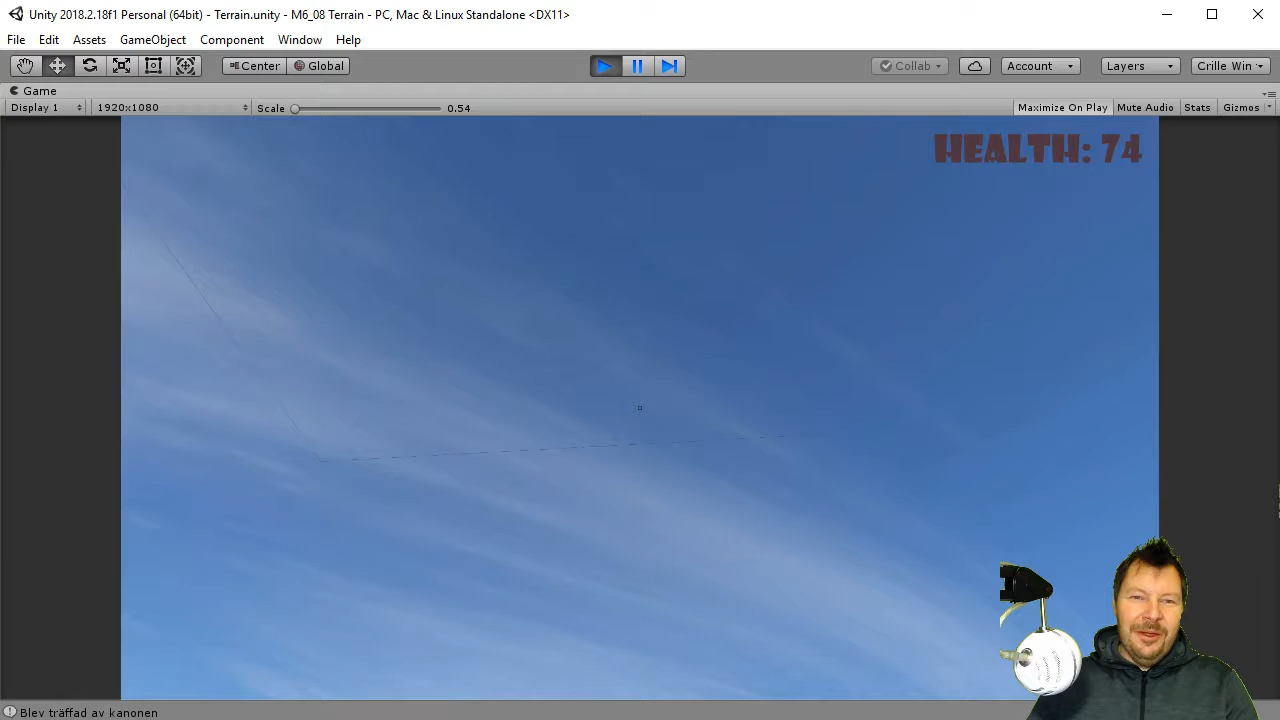 Unity 2018.2.18f1 Personal (64bit) - Terrain.unity - M6_08 Terrain - PC, Mac & Linux Standalone <DX11>
File Edit Assets GameObject Component Window Help
Center Global Collab Account Layers Crille Win
Game
Display 1 1920x1080 Scale 0.54 Maximize On Play Mute Audio Stats Gizmos
HEALTH: 74
Blev träffad av kanonen